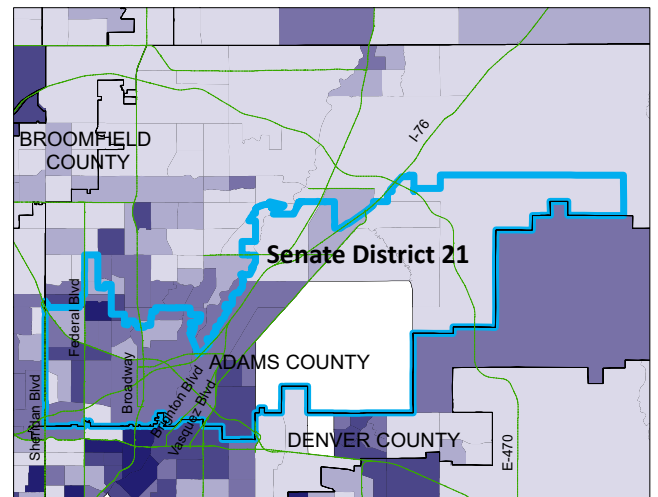 I-76
BROOMFIELD
COUNTY
Senate District 21
Federal Blvd
ADAMS COUNTY
Sheridan Blvd
Broadway
Brighton Blvd
Vasquez Blvd
DENVER COUNTY
E-470